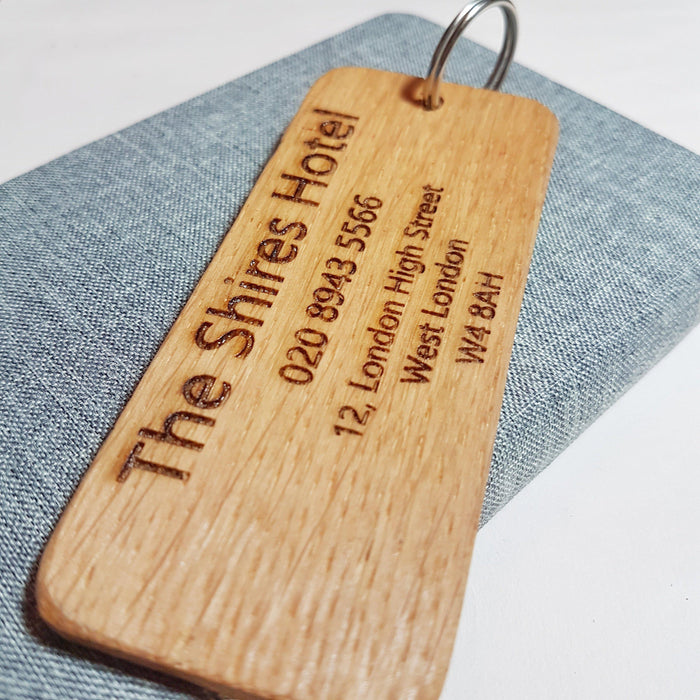 The Shires Hotel
020 8943 5566
12, London High Street
West London
W4 8AH